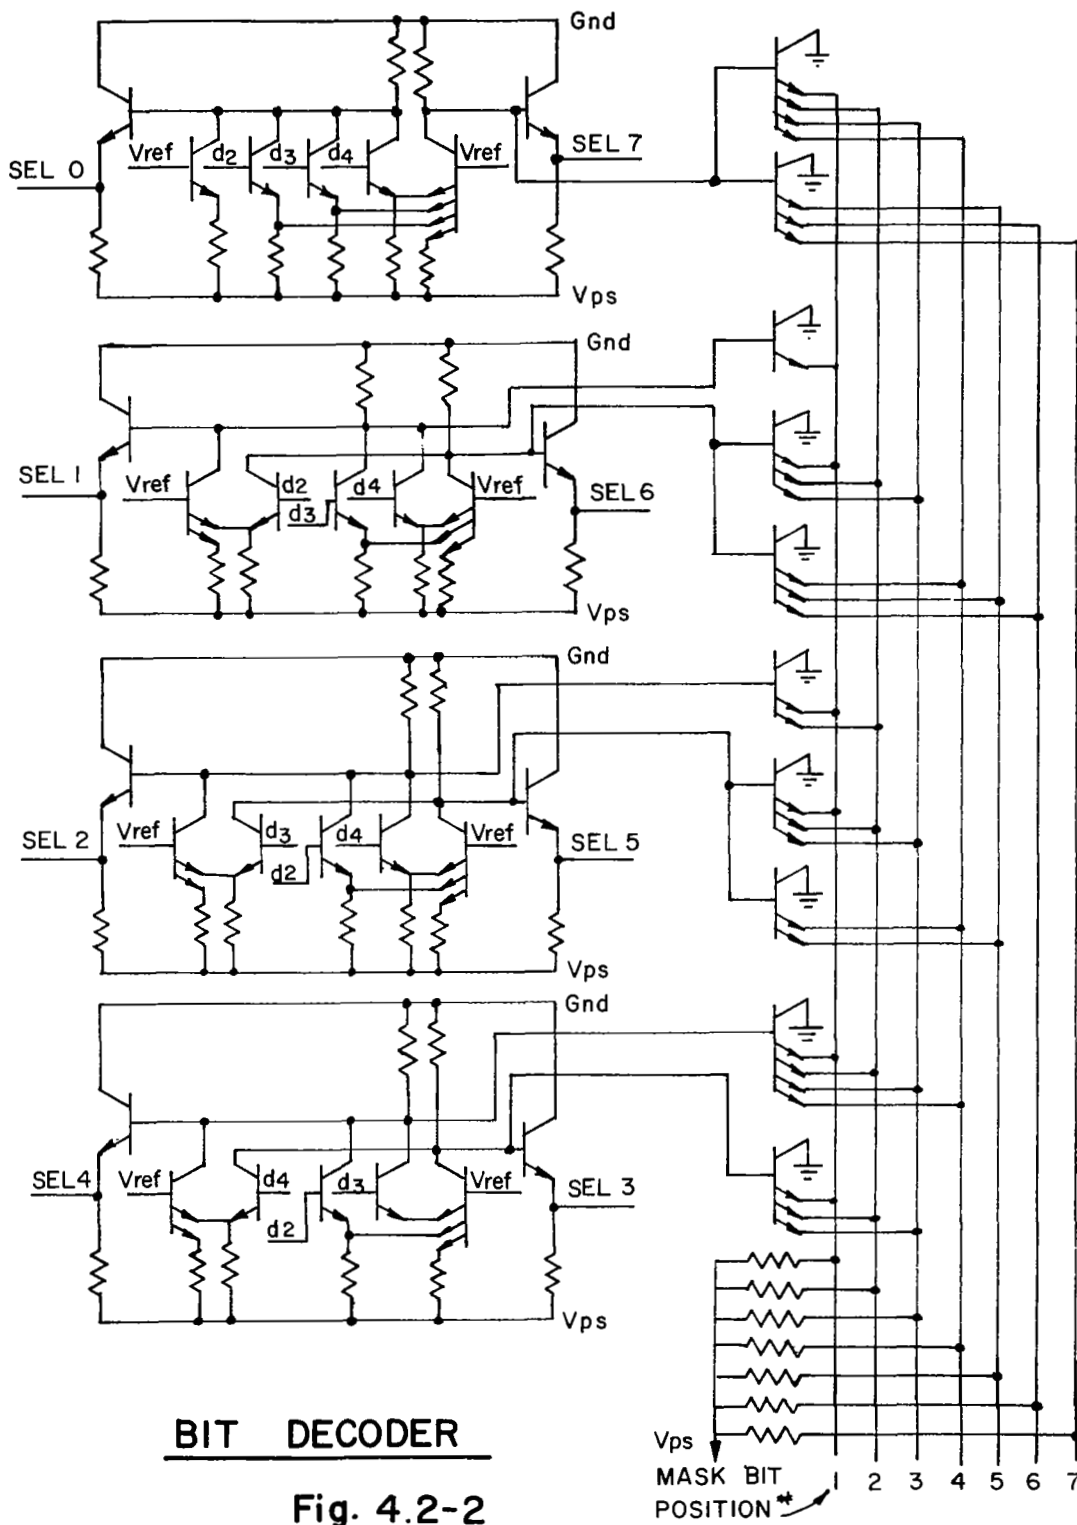 Gnd
Vref d2 d3 d4 Vref SEL 7
SEL 0
Vps
Gnd
SEL 1 Vref d2 d4 Vref SEL 6
d3
Vps
Gnd
SEL 2 Vref d3 d4 Vref SEL 5
d2
Vps
Gnd
SEL4 Vref d4 d3 Vref SEL 3
d2
Vps
BIT DECODER
Fig. 4.2-2
Vps
MASK BIT 1 2 3 4 5 6 7
POSITION*